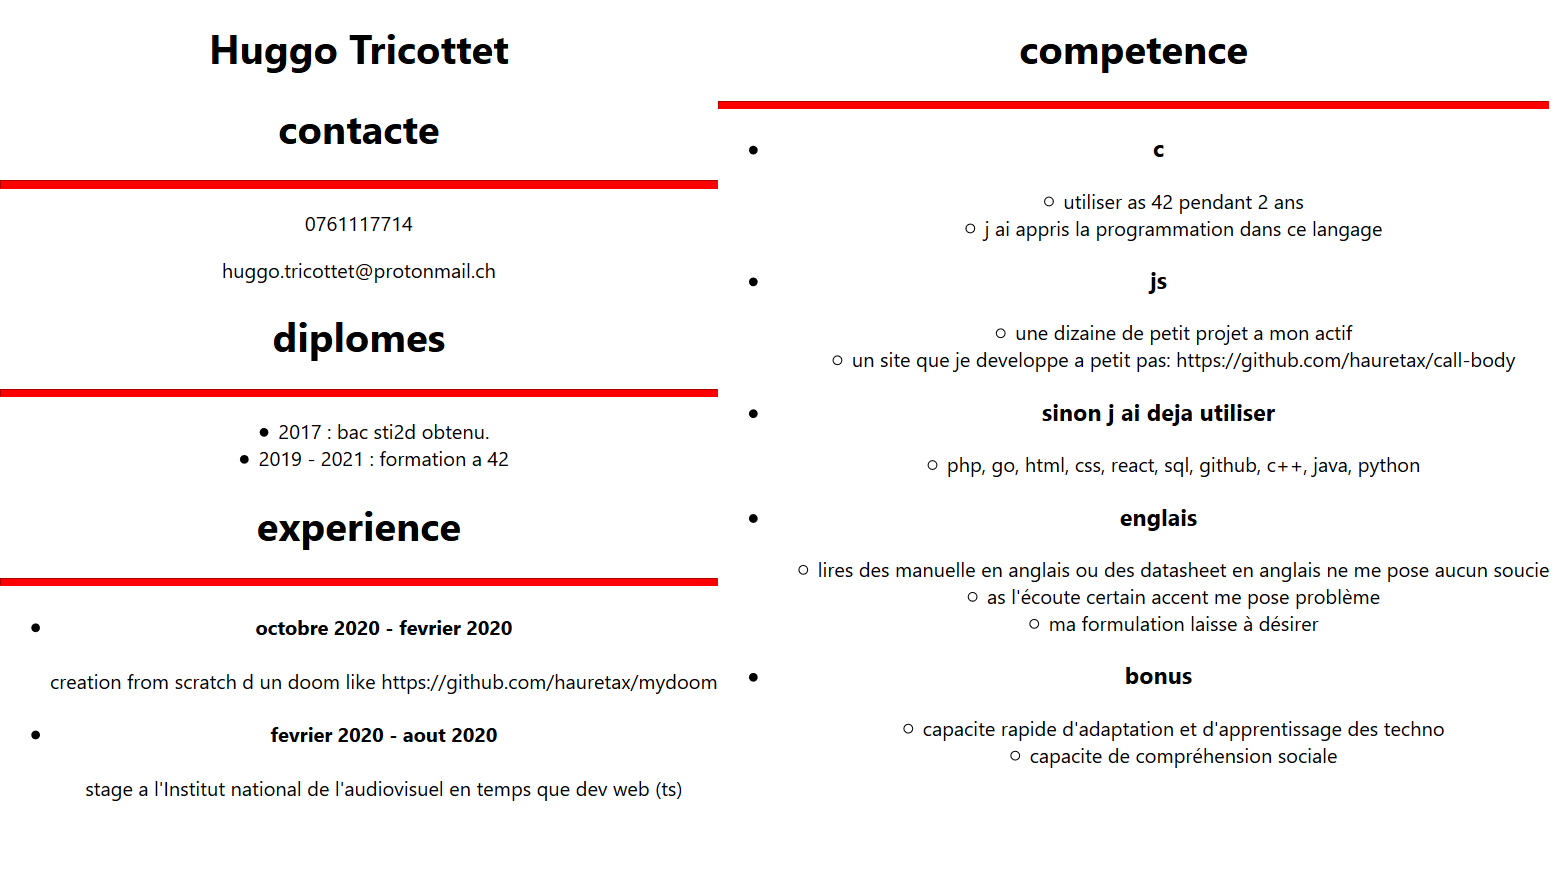 Huggo Tricottet
contacte
0761117714
huggo.tricottet@protonmail.ch
diplomes
2017 : bac sti2d obtenu.
2019 - 2021 : formation a 42
experience
octobre 2020 - fevrier 2020
creation from scratch d un doom like https://github.com/hauretax/mydoom
fevrier 2020 - aout 2020
stage a l'Institut national de l'audiovisuel en temps que dev web (ts)
competence
c
utiliser as 42 pendant 2 ans
j ai appris la programmation dans ce langage
js
une dizaine de petit projet a mon actif
un site que je developpe a petit pas: https://github.com/hauretax/call-body
sinon j ai deja utiliser
php, go, html, css, react, sql, github, c++, java, python
englais
lires des manuelle en anglais ou des datasheet en anglais ne me pose aucun soucie
as l'écoute certain accent me pose problème
ma formulation laisse à désirer
bonus
capacite rapide d'adaptation et d'apprentissage des techno
capacite de compréhension sociale